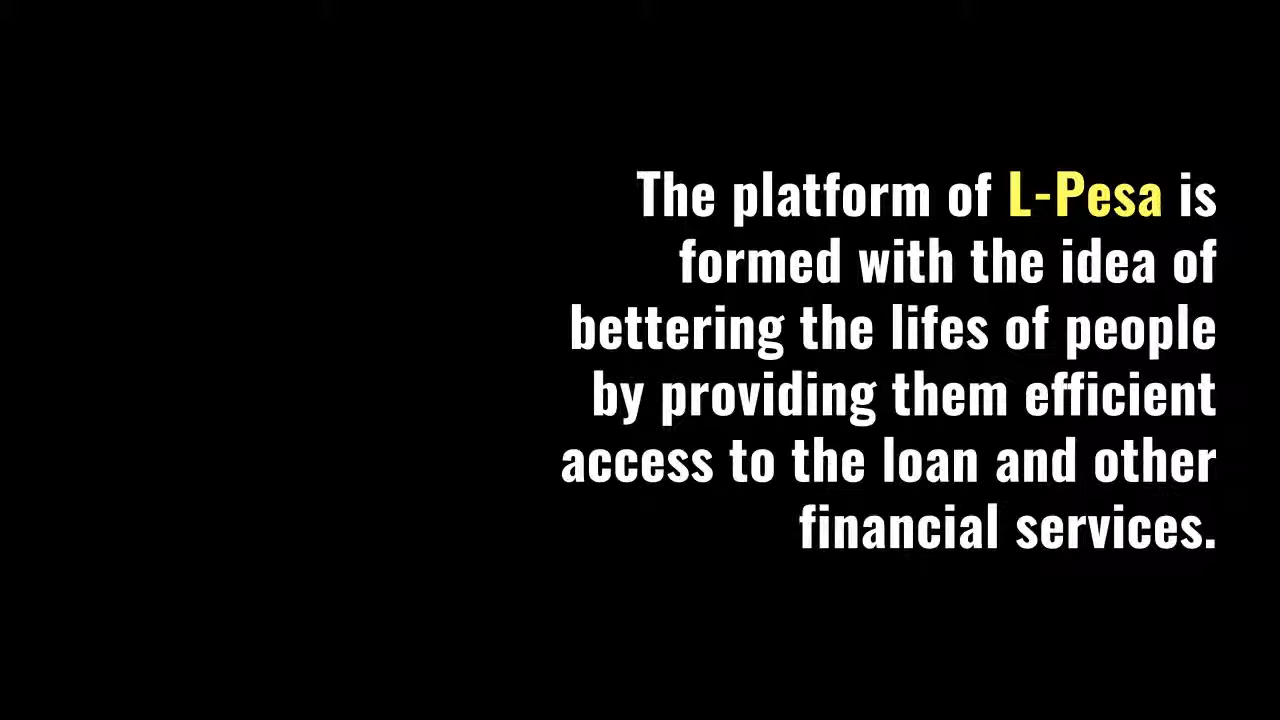 The platform of L-Pesa is
formed with the idea of
bettering the lifes of people
by providing them efficient
access to the loan and other
financial services.